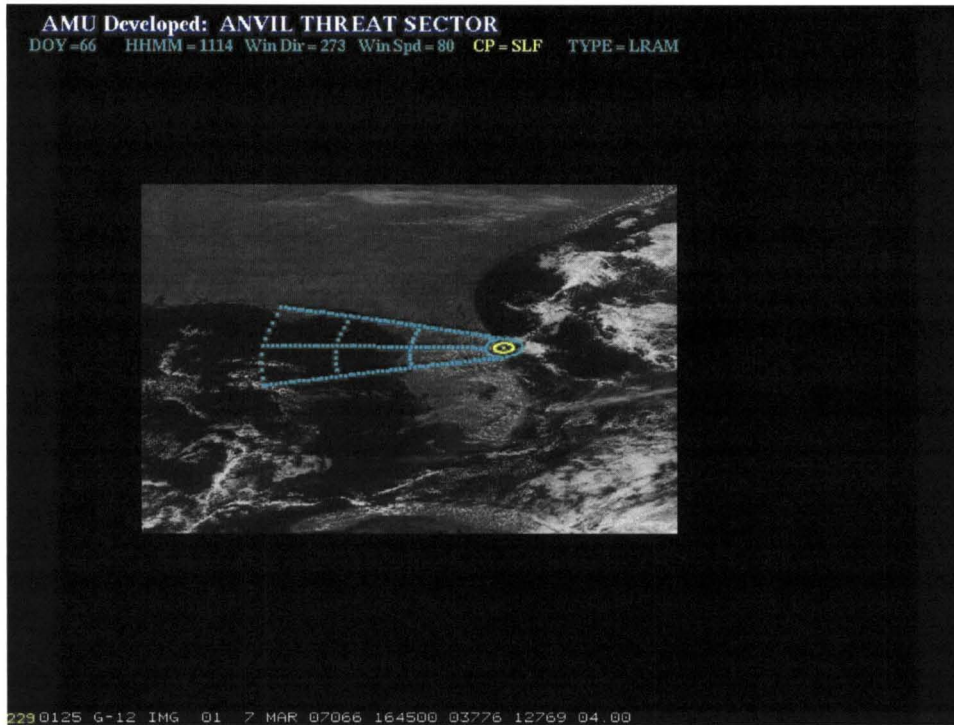 AMU Developed: ANVIL THREAT SECTOR
DOY =66 HHMM = 1114 Win Dir = 273 Win Spd = 80 CP = SLF TYPE = LRAM
229 0125 G-12 IMG 01 7 MAR 07066 164500 03776 12769 04.00